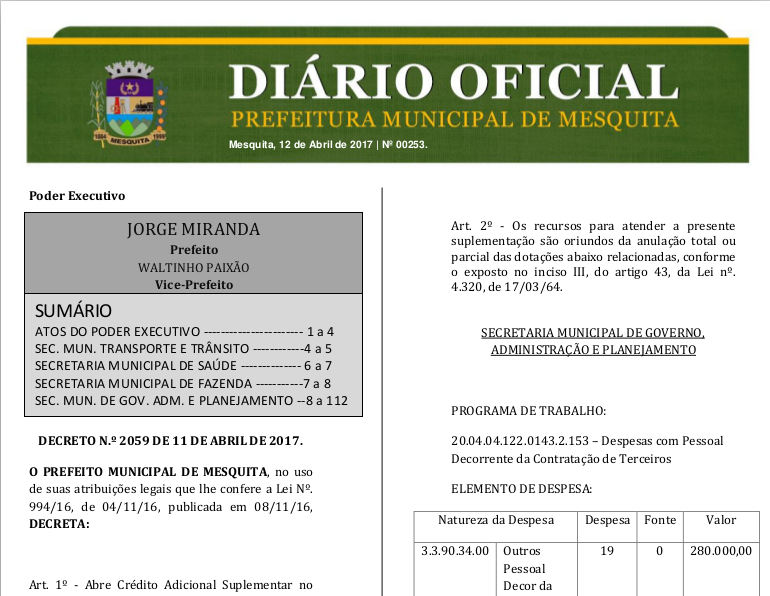 DIÁRIO OFICIAL
PREFEITURA MUNICIPAL DE MESQUITA
Mesquita, 12 de Abril de 2017 | Nº 00253.
1884 1999
MESQUITA
Poder Executivo
JORGE MIRANDA
Prefeito
WALTINHO PAIXÃO
Vice-Prefeito
SUMÁRIO
ATOS DO PODER EXECUTIVO ----------------------- 1 a 4
SEC. MUN. TRANSPORTE E TRÂNSITO ------------4 a 5
SECRETARIA MUNICIPAL DE SAÚDE -------------- 6 a 7
SECRETARIA MUNICIPAL DE FAZENDA -----------7 a 8
SEC. MUN. DE GOV. ADM. E PLANEJAMENTO --8 a 112
DECRETO N.º 2059 DE 11 DE ABRIL DE 2017.
O PREFEITO MUNICIPAL DE MESQUITA, no uso
de suas atribuições legais que lhe confere a Lei Nº.
994/16, de 04/11/16, publicada em 08/11/16,
DECRETA:
Art. 1º - Abre Crédito Adicional Suplementar no
Art. 2º - Os recursos para atender a presente
suplementação são oriundos da anulação total ou
parcial das dotações abaixo relacionadas, conforme
o exposto no inciso III, do artigo 43, da Lei nº.
4.320, de 17/03/64.
SECRETARIA MUNICIPAL DE GOVERNO,
ADMINISTRAÇÃO E PLANEJAMENTO
PROGRAMA DE TRABALHO:
20.04.04.122.0143.2.153 – Despesas com Pessoal
Decorrente da Contratação de Terceiros
ELEMENTO DE DESPESA:
Natureza da Despesa Despesa Fonte Valor
3.3.90.34.00 Outros 19 0 280.000,00
Pessoal
Decor da